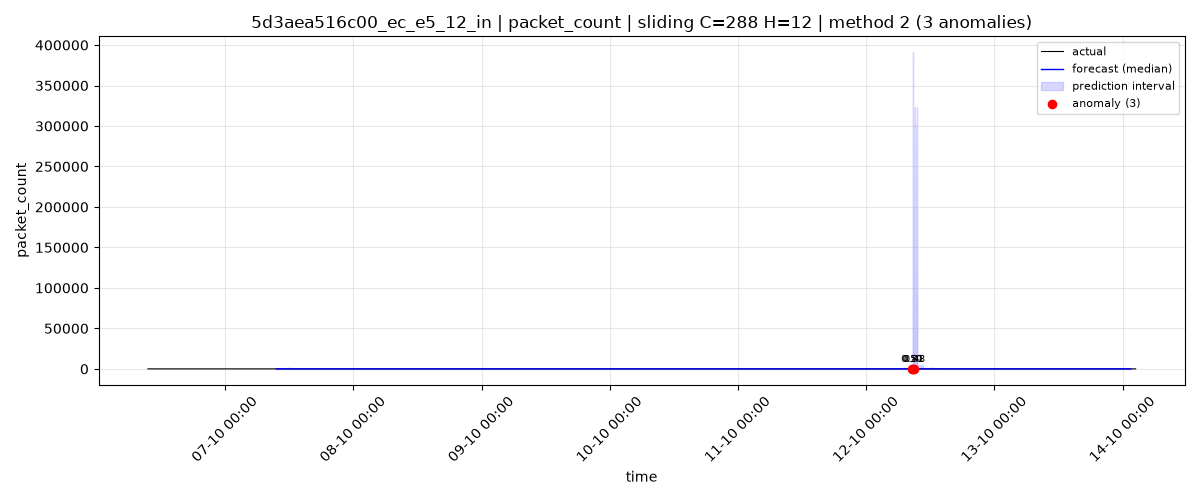 5d3aea516c00_ec_e5_12_in | packet_count | sliding C=288 H=12 | method 2 (3 anomalies)
actual
forecast (median)
prediction interval
anomaly (3)
packet_count
400000
350000
300000
250000
200000
150000
100000
50000
0
07-10 00:00
08-10 00:00
09-10 00:00
10-10 00:00
11-10 00:00
12-10 00:00
13-10 00:00
14-10 00:00
time